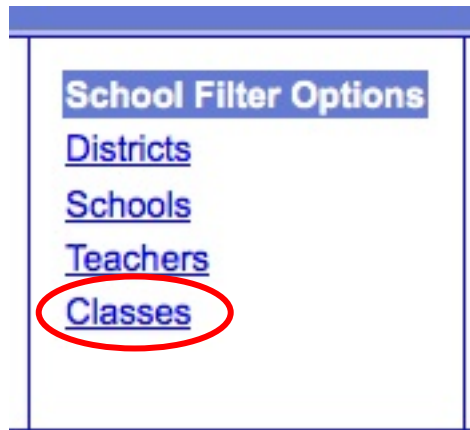 School Filter Options
Districts
Schools
Teachers
Classes